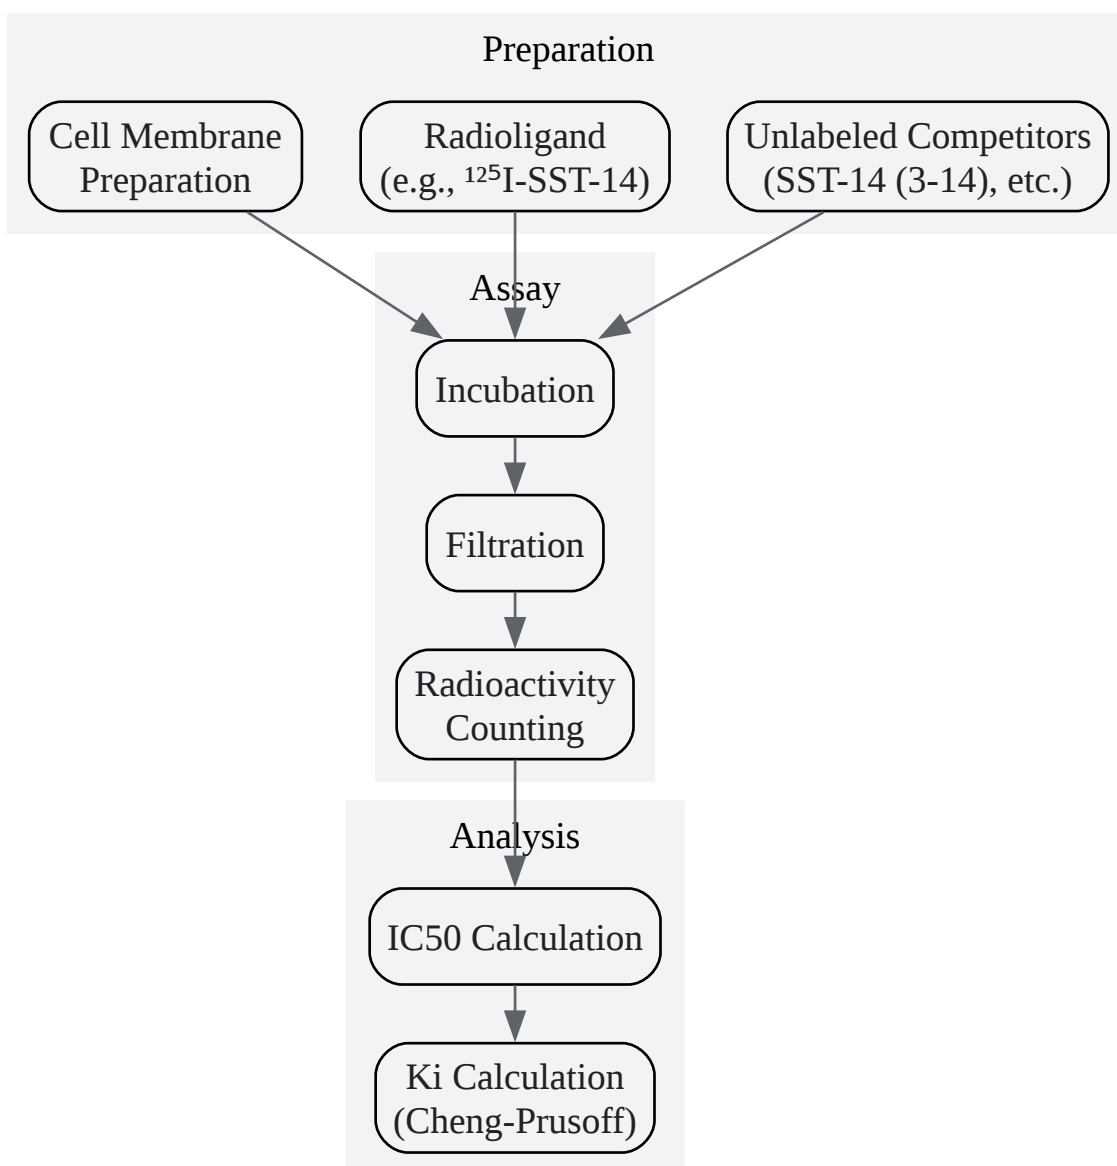 Preparation
Cell Membrane
Preparation
Radioligand
(e.g., ¹²⁵I-SST-14)
Unlabeled Competitors
(SST-14 (3-14), etc.)
Assay
Incubation
Filtration
Radioactivity
Counting
Analysis
IC50 Calculation
Ki Calculation
(Cheng-Prusoff)